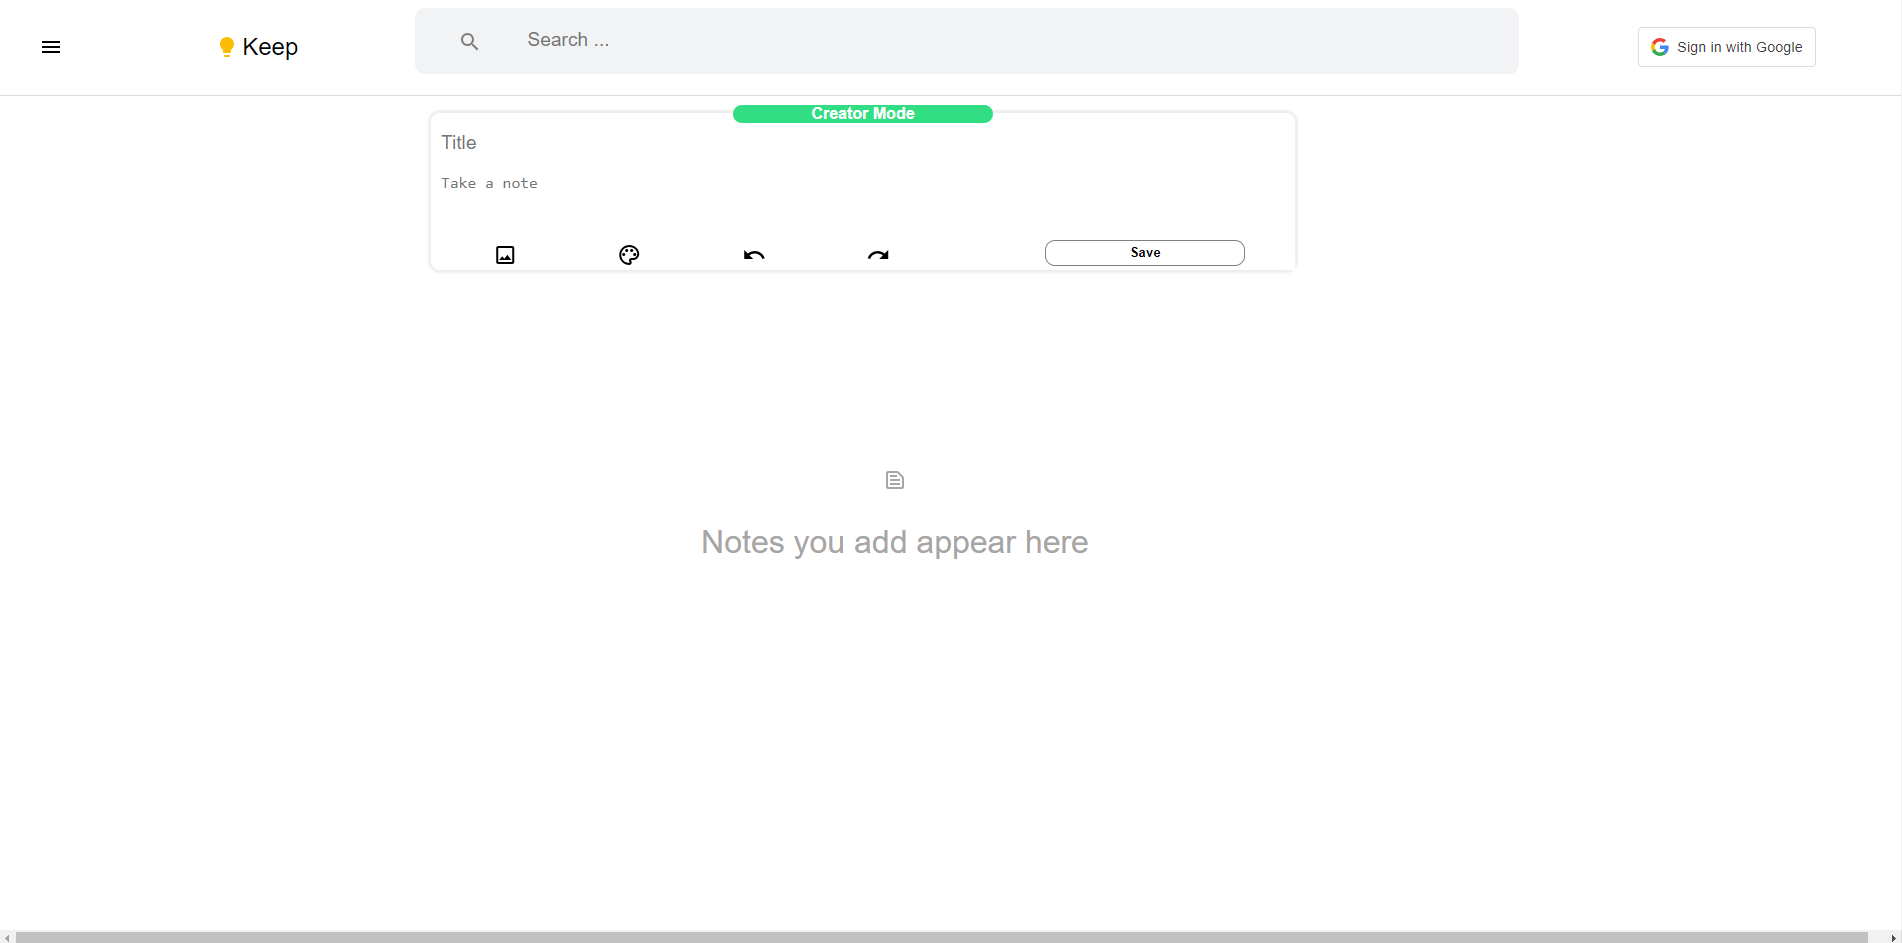 Keep
Search ...
Sign in with Google
Creator Mode
Title
Take a note
Save
Notes you add appear here